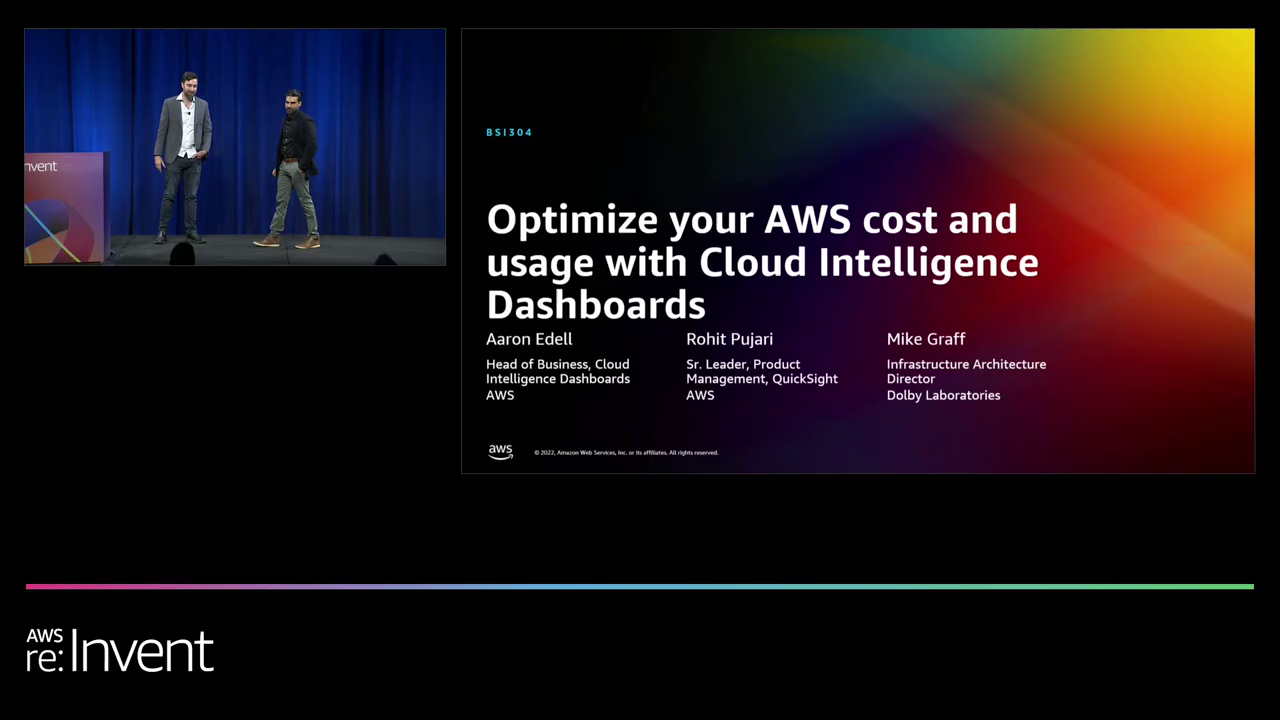 nvent
BSI304
Optimize your AWS cost and
usage with Cloud Intelligence
Dashboards
Aaron Edell
Head of Business, Cloud
Intelligence Dashboards
AWS
Rohit Pujari
Sr. Leader, Product
Management, QuickSight
AWS
Mike Graff
Infrastructure Architecture
Director
Dolby Laboratories
aws
© 2022, Amazon Web Services, Inc. or its affiliates. All rights reserved.
AWS
re:Invent